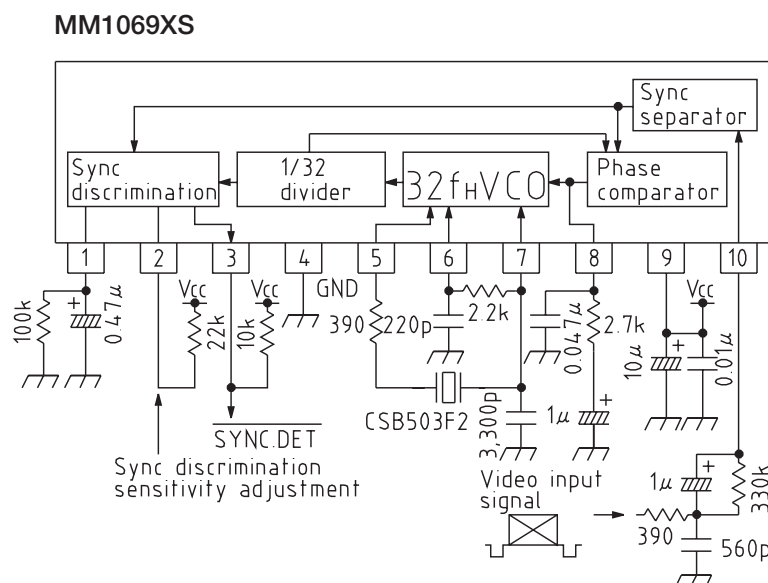 MM1069XS
Sync
separator
Sync
discrimination
1/32
divider
32fHVCO
Phase
comparator
1
2
3
4
5
6
7
8
9
10
GND
100k
0.47μ
Vcc
22k
Vcc
10k
390
220p
2.2k
0.047μ
2.7k
Vcc
10μ
0.01μ
CSB503F2
3,300p
1μ
SYNC.DET
Sync discrimination
sensitivity adjustment
Video input
signal
1μ
330k
390
560p